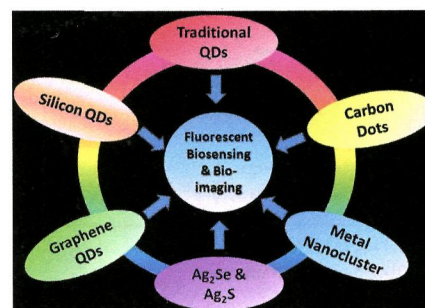 Traditional
QDs
Silicon QDs
Carbon
Dots
Fluorescent
Biosensing
& Bio-
imaging
Graphene
QDs
Metal
Nanocluster
Ag₂Se &
Ag₂S